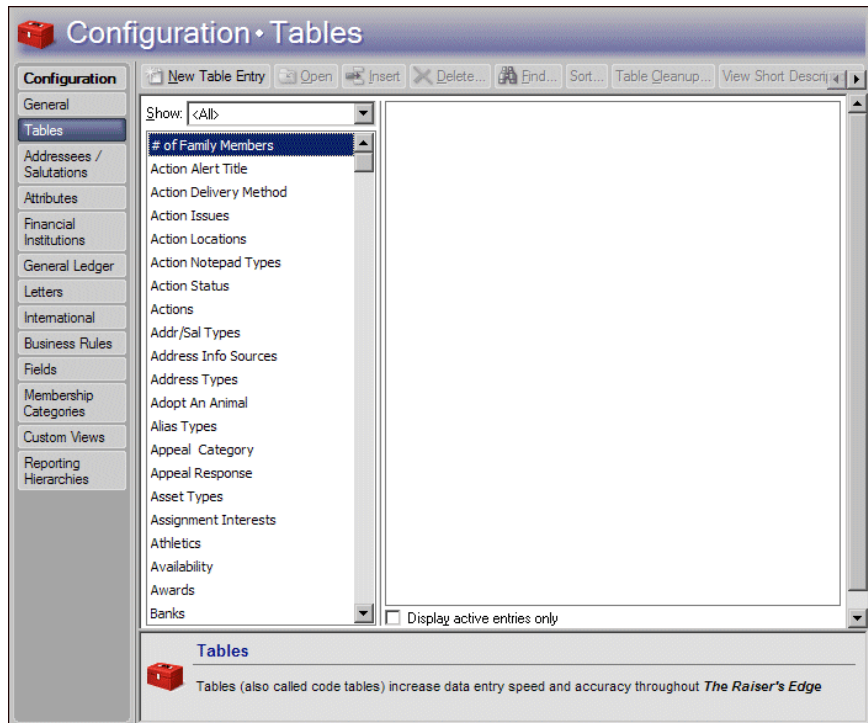 Configuration • Tables
Configuration
General
Tables
Addressees /
Salutations
Attributes
Financial
Institutions
General Ledger
Letters
International
Business Rules
Fields
Membership
Categories
Custom Views
Reporting
Hierarchies
New Table Entry Open Insert Delete... Find... Sort... Table Cleanup... View Short Descrip
Show: <All>
# of Family Members
Action Alert Title
Action Delivery Method
Action Issues
Action Locations
Action Notepad Types
Action Status
Actions
Addr/Sal Types
Address Info Sources
Address Types
Adopt An Animal
Alias Types
Appeal Category
Appeal Response
Asset Types
Assignment Interests
Athletics
Availability
Awards
Banks
Display active entries only
Tables
Tables (also called code tables) increase data entry speed and accuracy throughout The Raiser's Edge